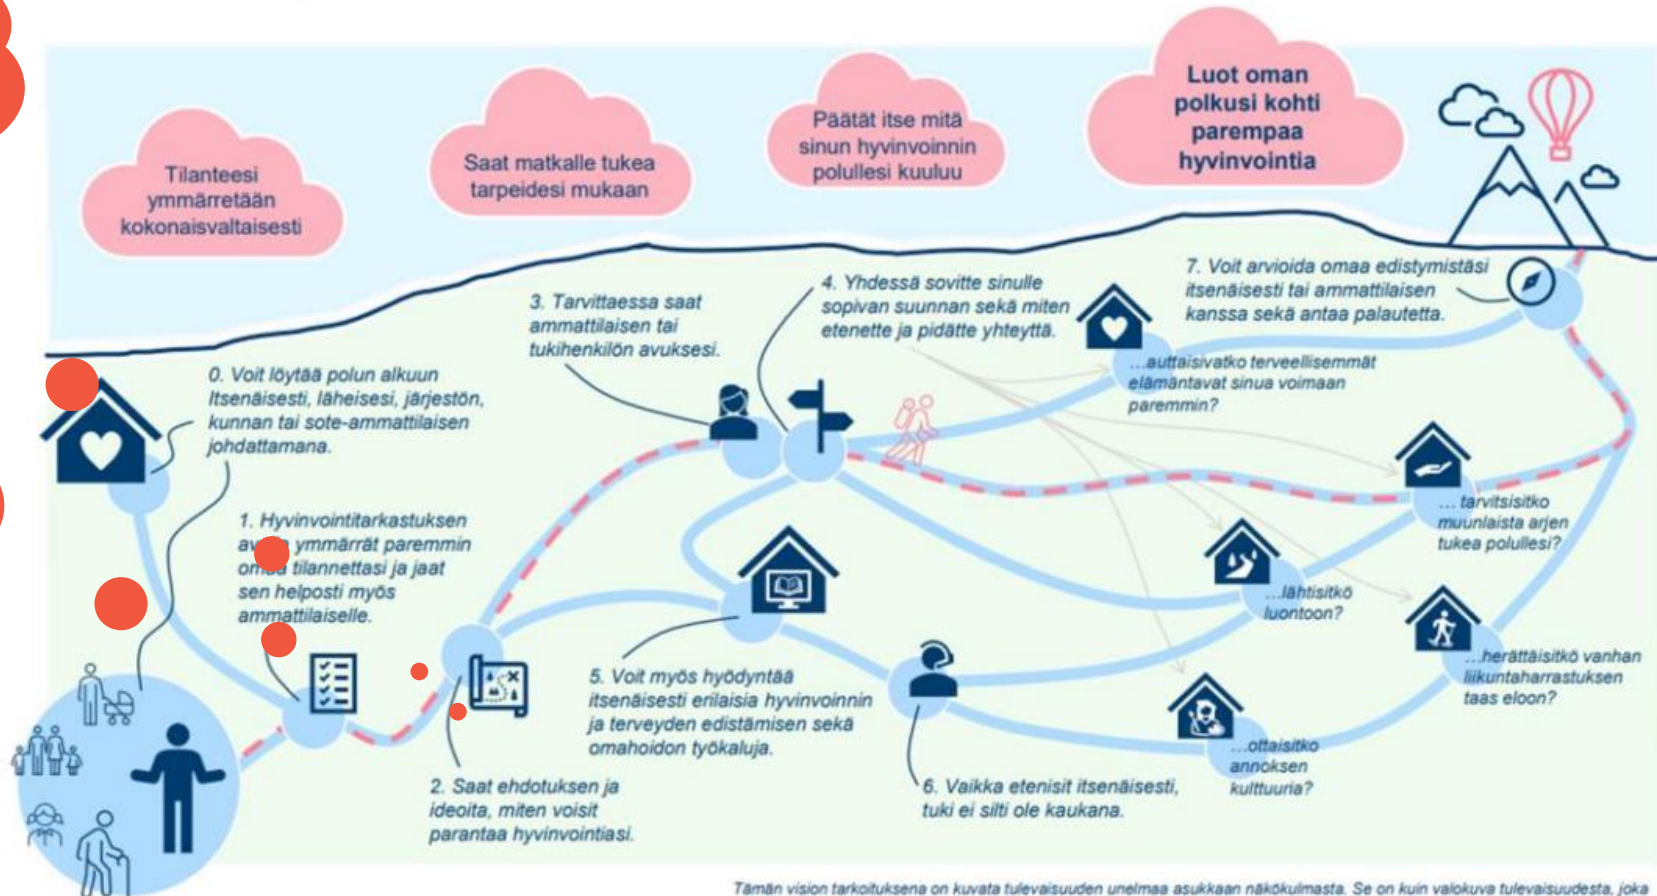 Tilanteesi
ymmärretään
kokonaisvaltaisesti
Saat matkalle tukea
tarpeidesi mukaan
Päätät itse mitä
sinun hyvinvoinnin
polullesi kuuluu
Luot oman
polkusi kohti
parempaa
hyvinvointia
0. Voit löytää polun alkuun
Itsenäisesti, läheisesi, järjestön,
kunnan tai sote-ammattilaisen
johdattamana.
1. Hyvinvointitarkastuksen
ymmärrät paremmin
tilannettasi ja jaat
sen helposti myös
ammattilaiselle.
2. Saat ehdotuksen ja
ideoita, miten voisit
parantaa hyvinvointiasi.
3. Tarvittaessa saat
ammattilaisen tai
tukihenkilön avuksesi.
4. Yhdessä sovitte sinulle
sopivan suunnan sekä miten
etenette ja pidätte yhteyttä.
5. Voit myös hyödyntää
itsenäisesti erilaisia hyvinvoinnin
ja terveyden edistämisen sekä
omahoidon työkaluja.
6. Vaikka etenisit itsenäisesti,
tuki ei silti ole kaukana.
7. Voit arvioida omaa edistymistäsi
itsenäisesti tai ammattilaisen
kanssa sekä antaa palautetta.
...auttaisivatko terveellisemmät
elämäntavat sinua voimaan
paremmin?
... tarvitsisitko
muunlaista arjen
tukea polullesi?
...lähtisitkö
luontoon?
...herättäisitkö vanhan
liikuntaharrastuksen
taas eloon?
...ottaisitko
annoksen
kulttuuria?
Tämän vision tarkoituksena on kuvata tulevaisuuden unelmaa asukkaan näkökulmasta. Se on kuin valokuva tulevaisuudesta, joka